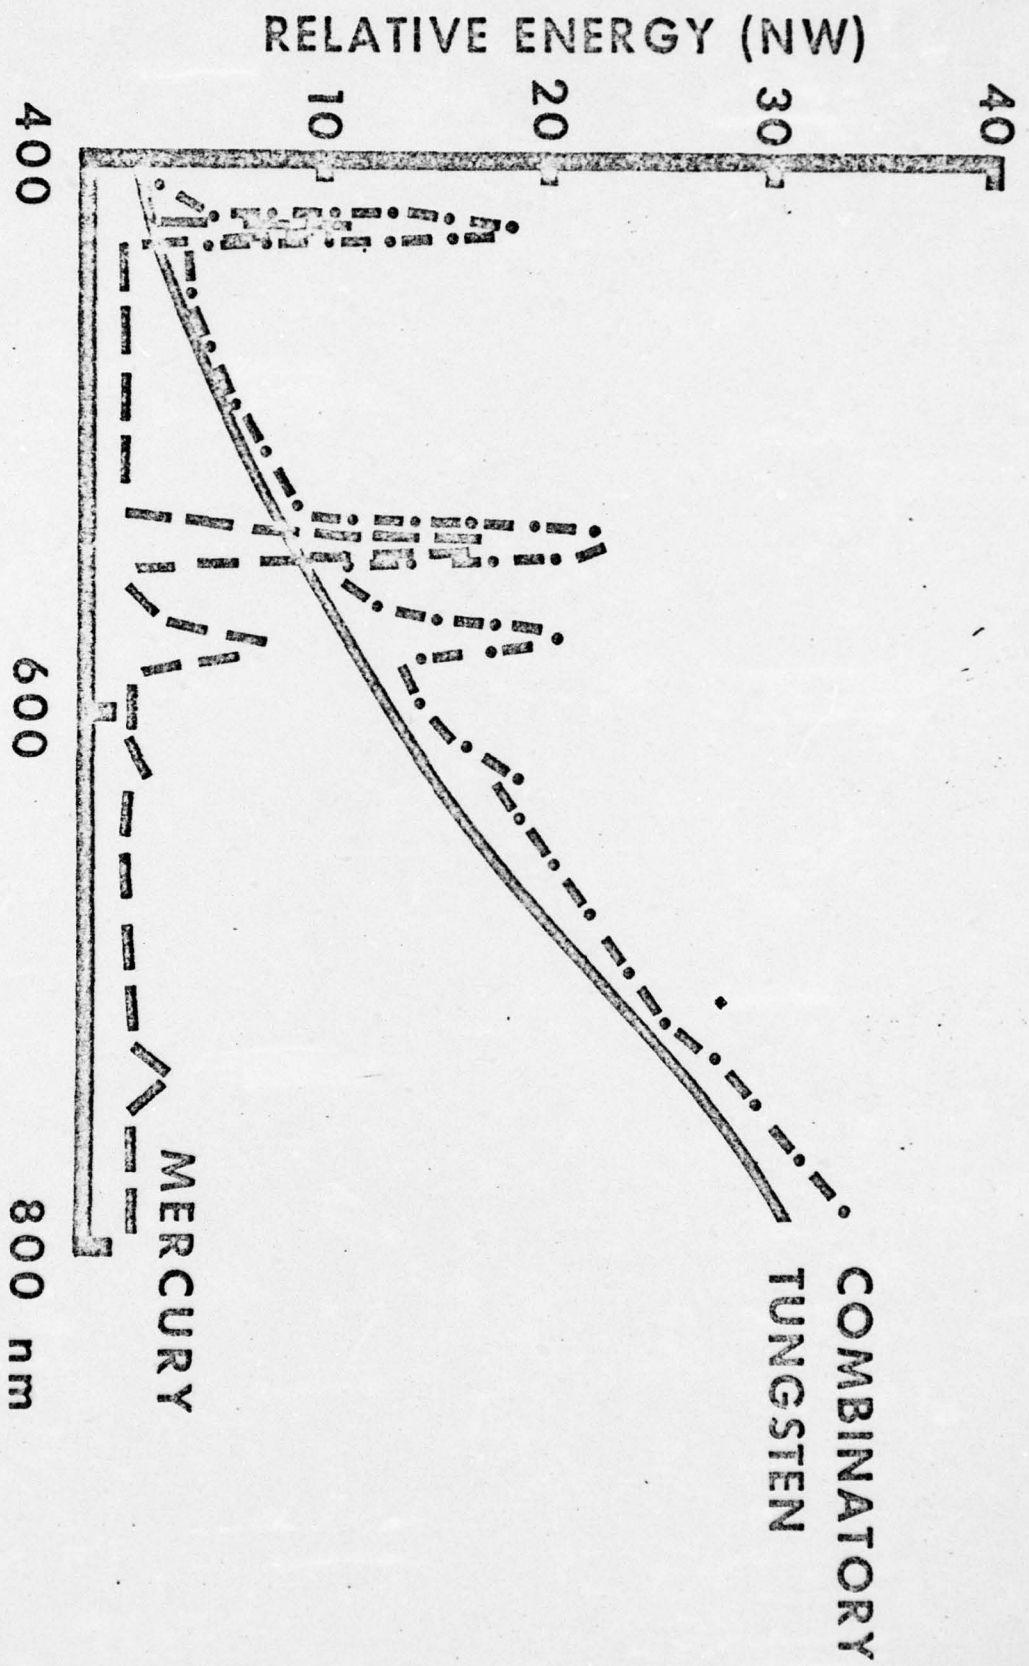 RELATIVE ENERGY (NW)
40
30
20
10
400
600
800 nm
COMBINATORY
TUNGSTEN
MERCURY